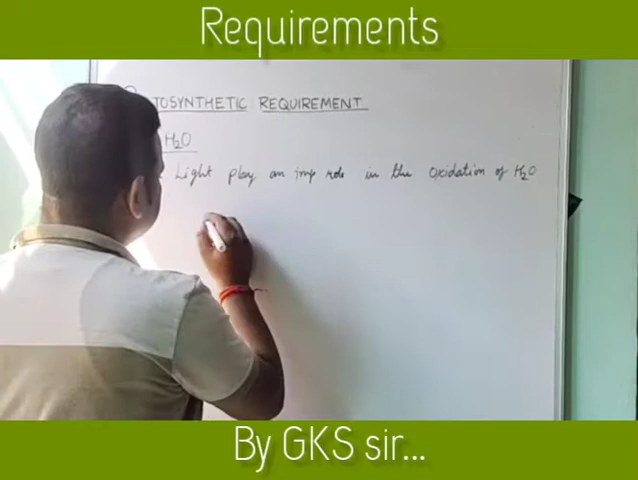 Requirements
TOSYNTHETIC REQUIREMENT
H₂O
Light play an imp role in the Oxidation of H₂O
By GKS sir...